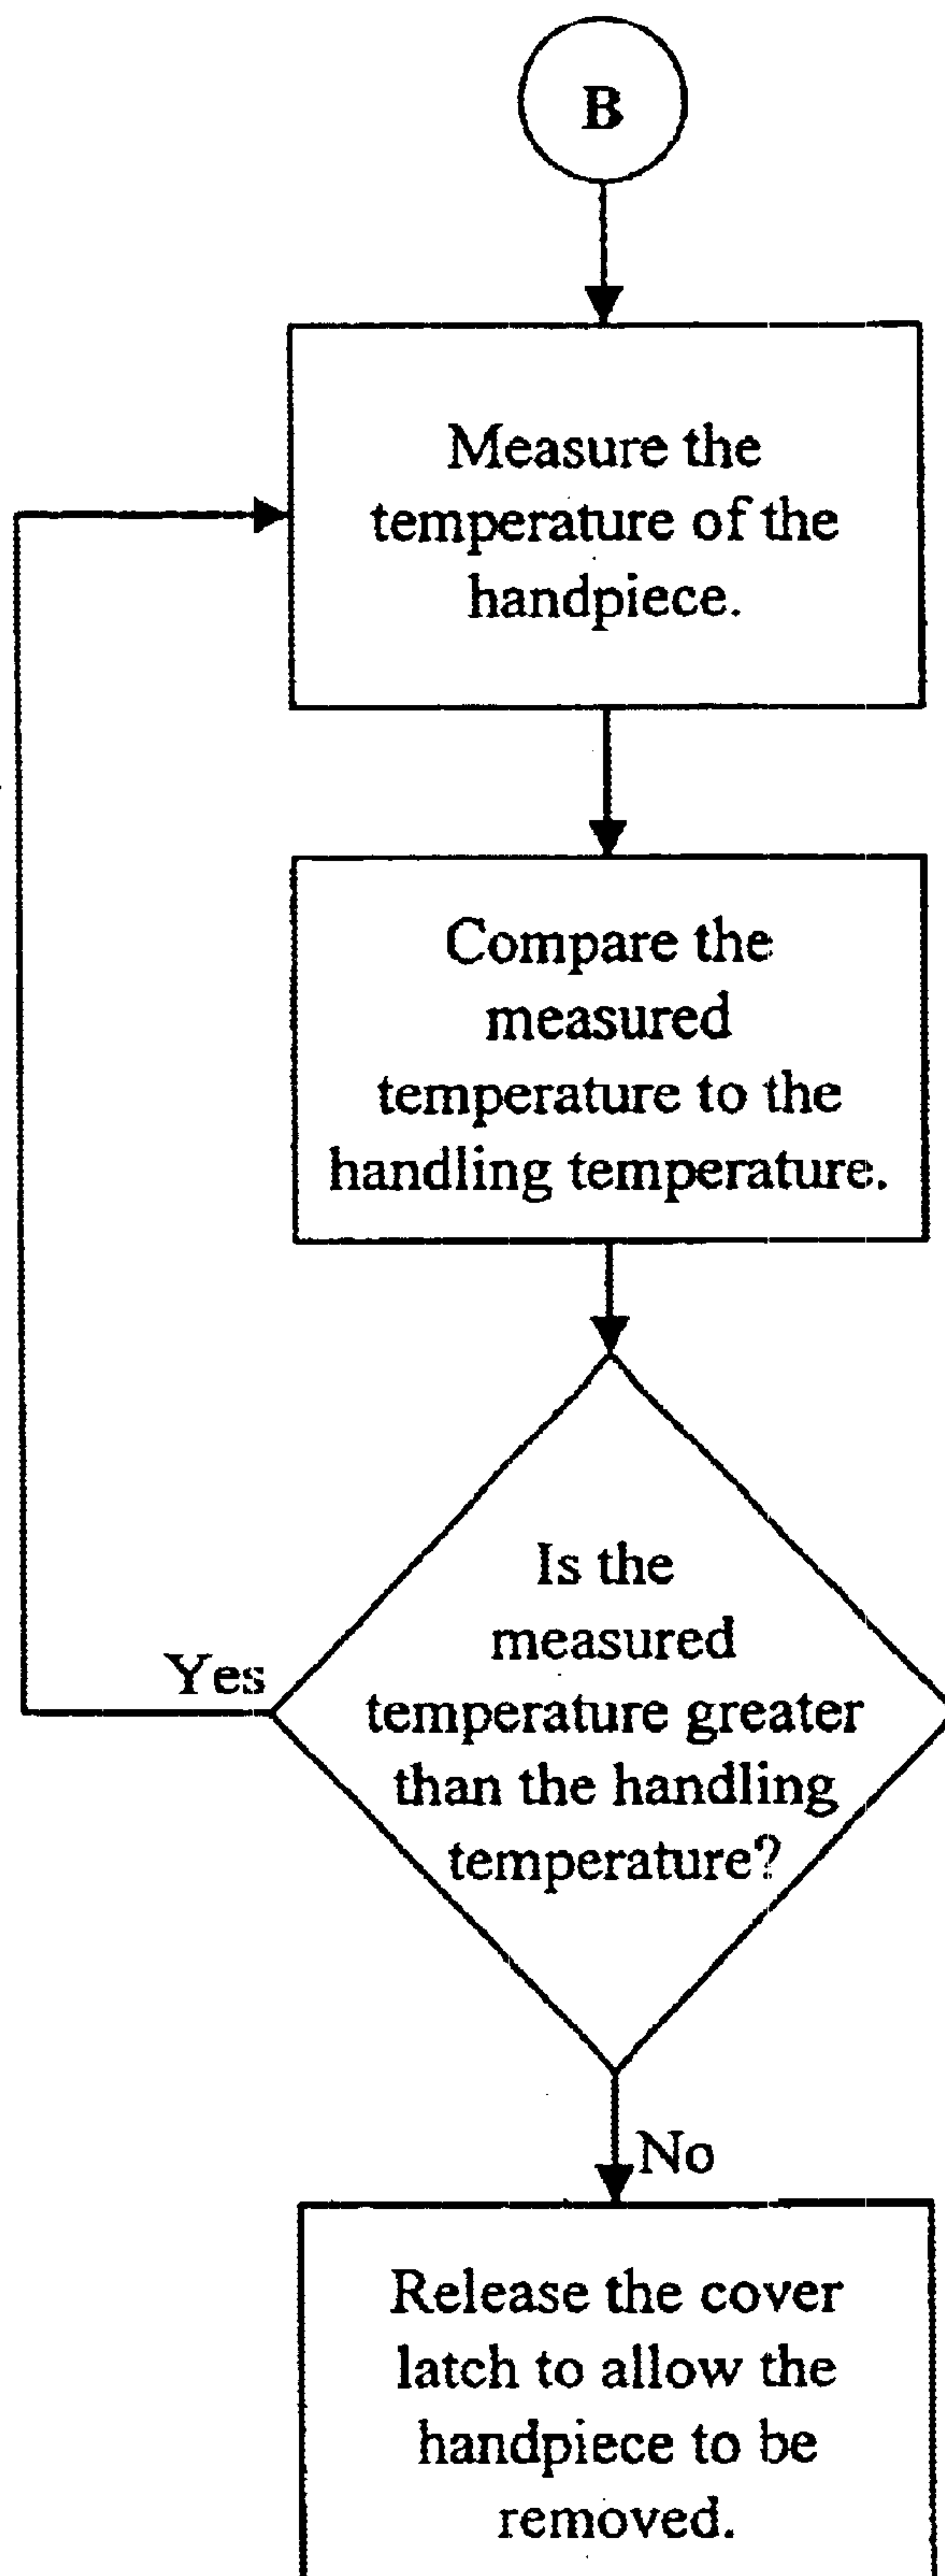 B
Measure the
temperature of the
handpiece.
Compare the
measured
temperature to the
handling temperature.
Is the
measured
temperature greater
than the handling
temperature?
Yes
No
Release the cover
latch to allow the
handpiece to be
removed.